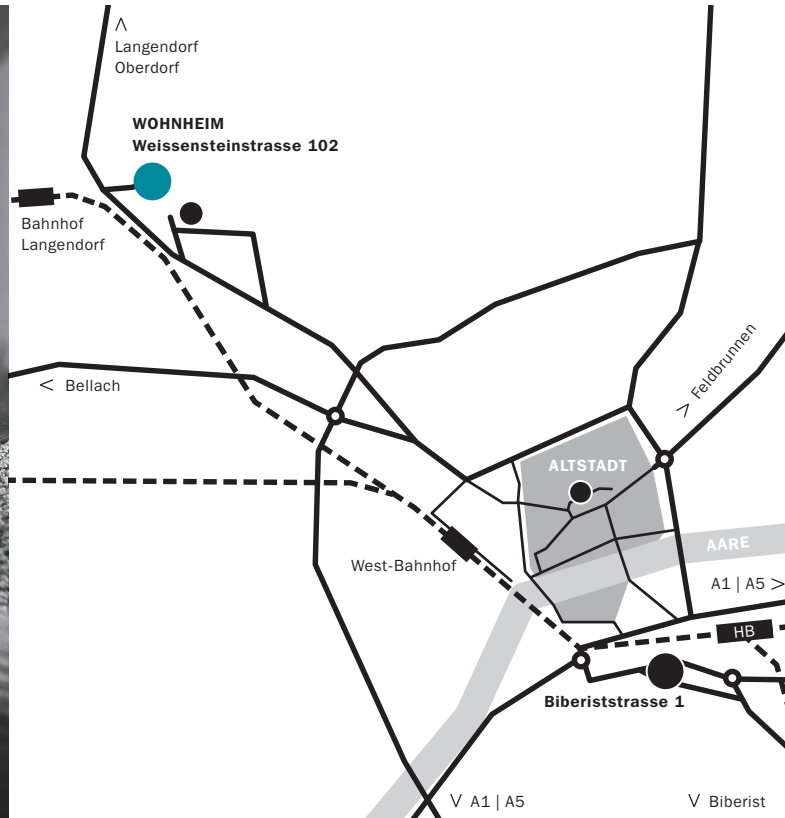 Langendorf
Oberdorf
WOHNHEIM
Weissensteinstrasse 102
Bahnhof
Langendorf
< Bellach
> Feldbrunnen
ALTSTADT
AARE
West-Bahnhof
A1 | A5 >
HB
Biberiststrasse 1
A1 | A5
Biberist